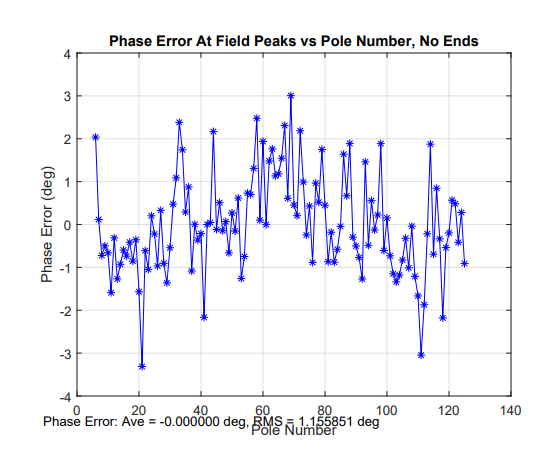 Phase Error At Field Peaks vs Pole Number, No Ends
Phase Error (deg)
4
3
2
1
0
-1
-2
-3
-4
0 20 40 60 80 100 120 140
Pole Number
Phase Error: Ave = -0.000000 deg, RMS = 1.155851 deg